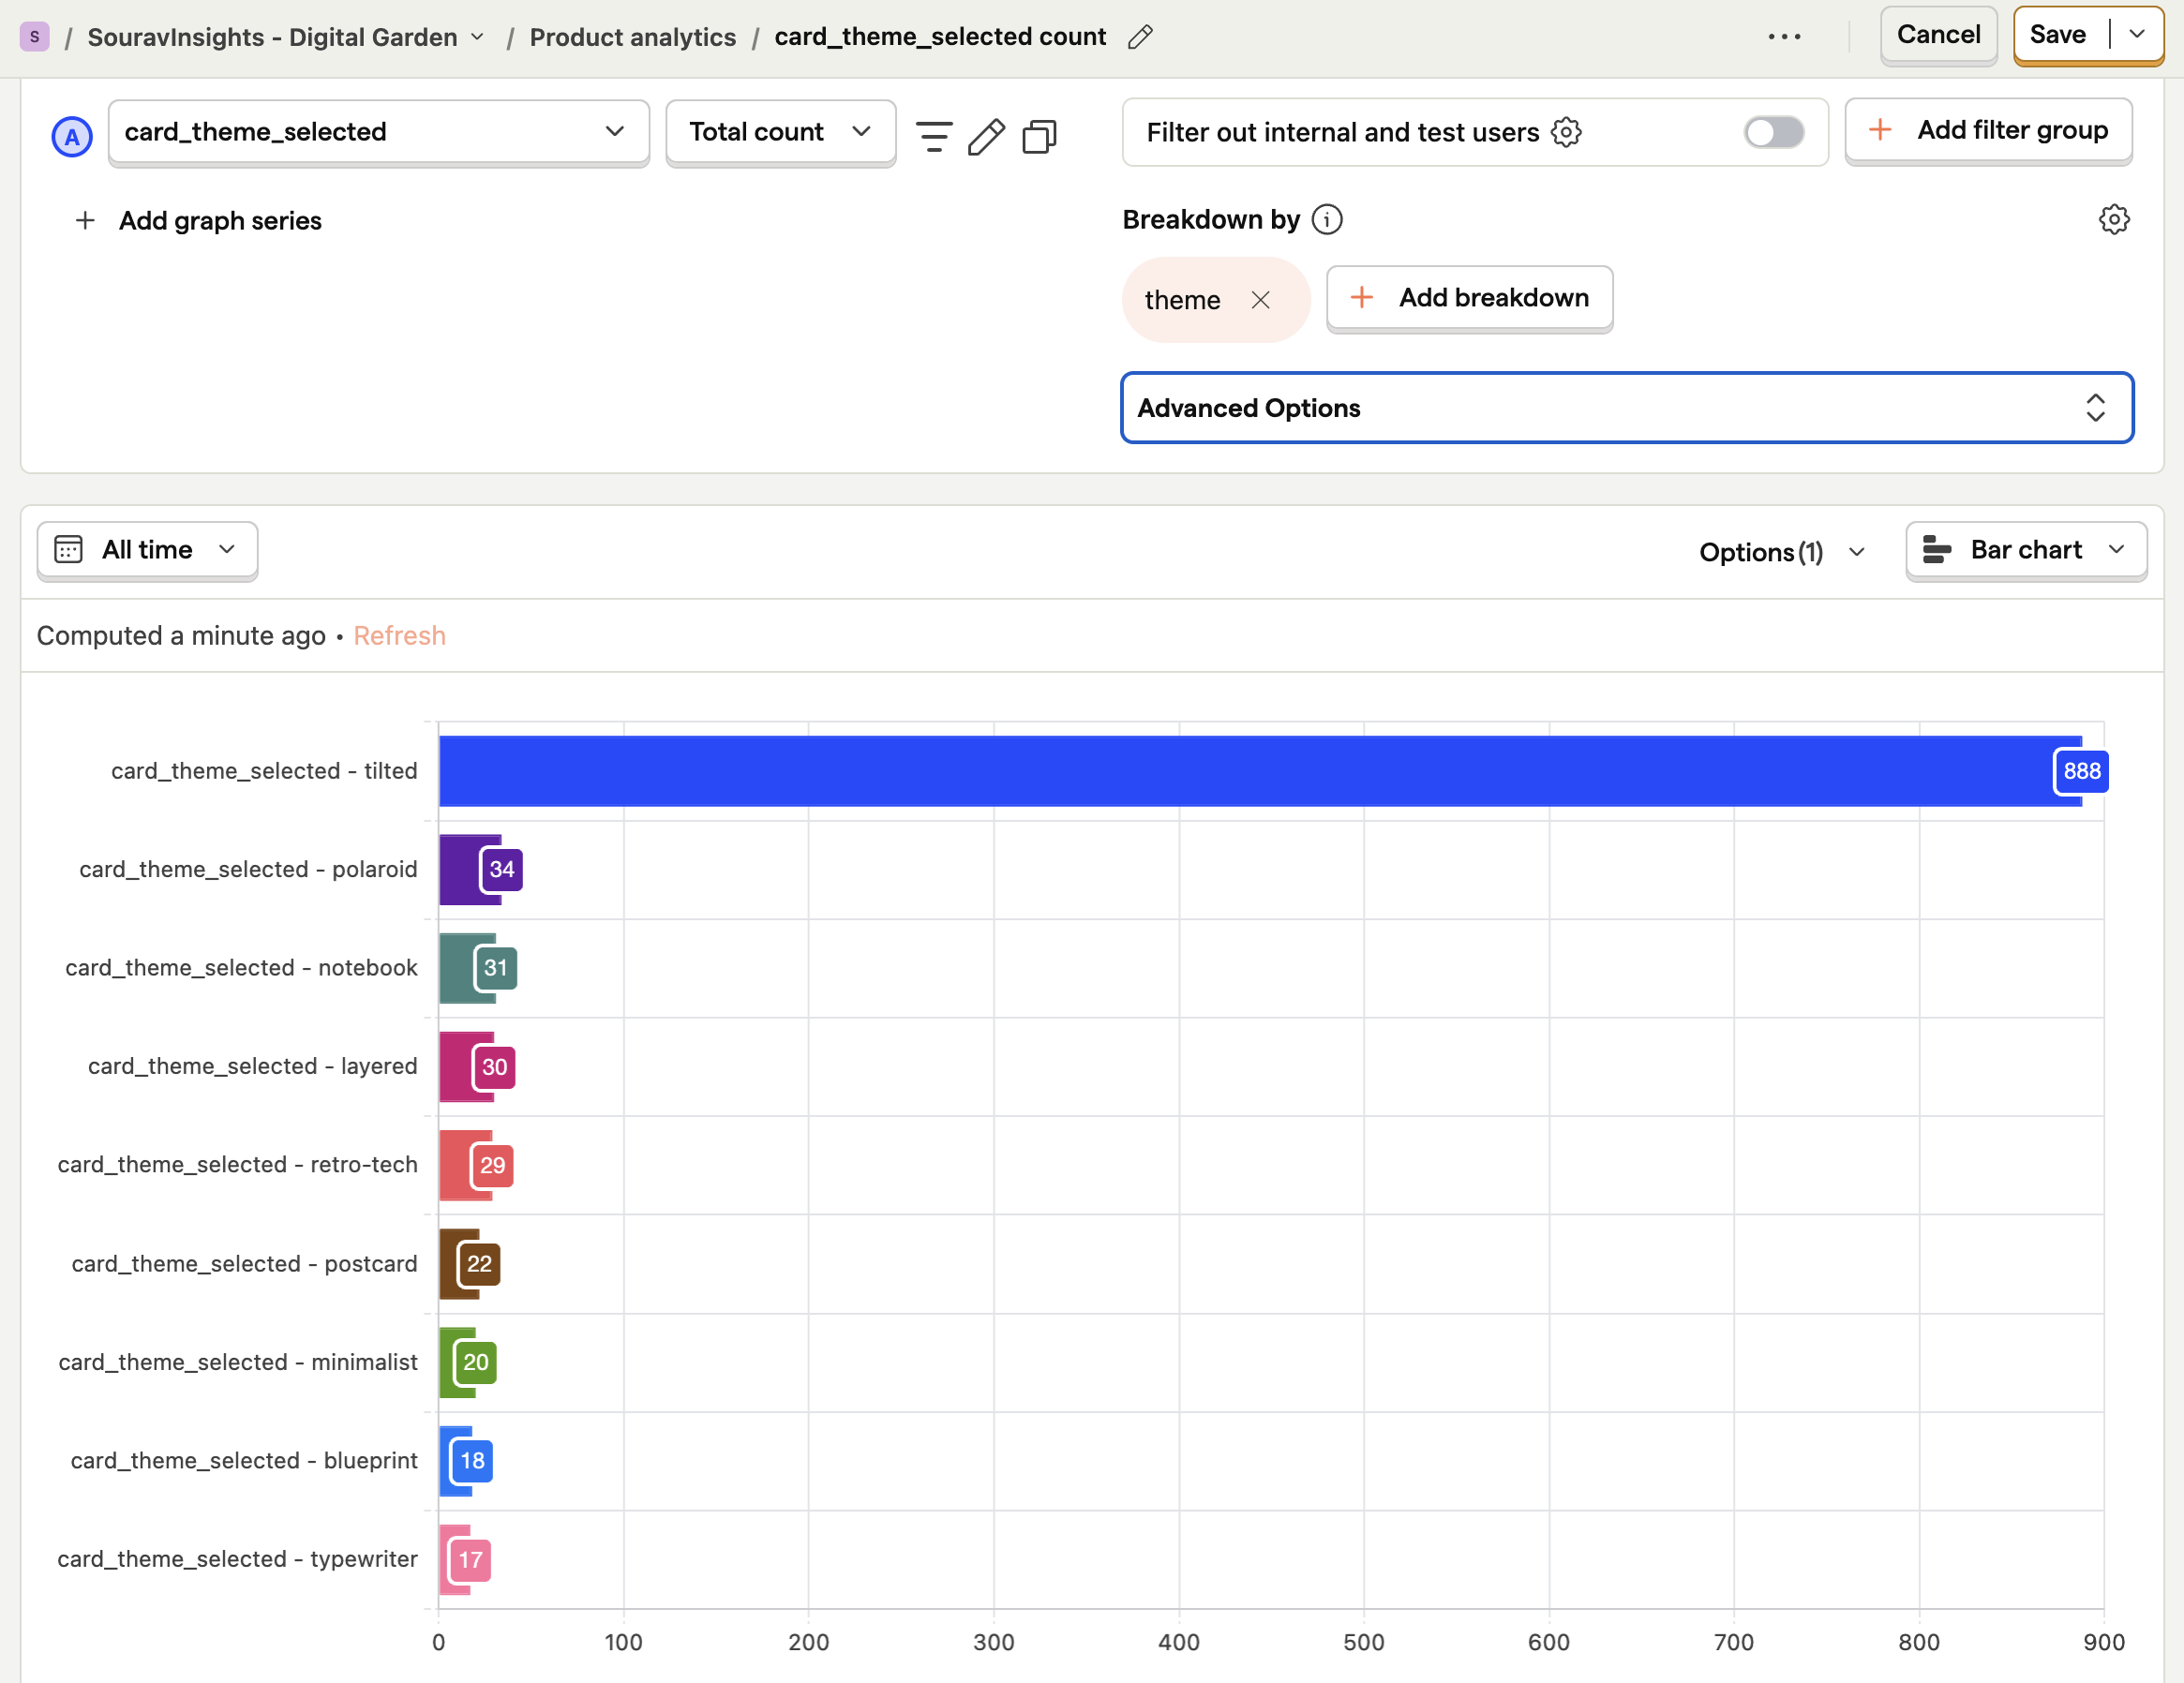 S / SouravInsights - Digital Garden / Product analytics / card_theme_selected count ... Cancel Save
A card_theme_selected Total count
Filter out internal and test users Add filter group
Add graph series
Breakdown by
theme Add breakdown
Advanced Options
All time Options (1) Bar chart
Computed a minute ago • Refresh
card_theme_selected - tilted 888
card_theme_selected - polaroid 34
card_theme_selected - notebook 31
card_theme_selected - layered 30
card_theme_selected - retro-tech 29
card_theme_selected - postcard 22
card_theme_selected - minimalist 20
card_theme_selected - blueprint 18
card_theme_selected - typewriter 17
0 100 200 300 400 500 600 700 800 900